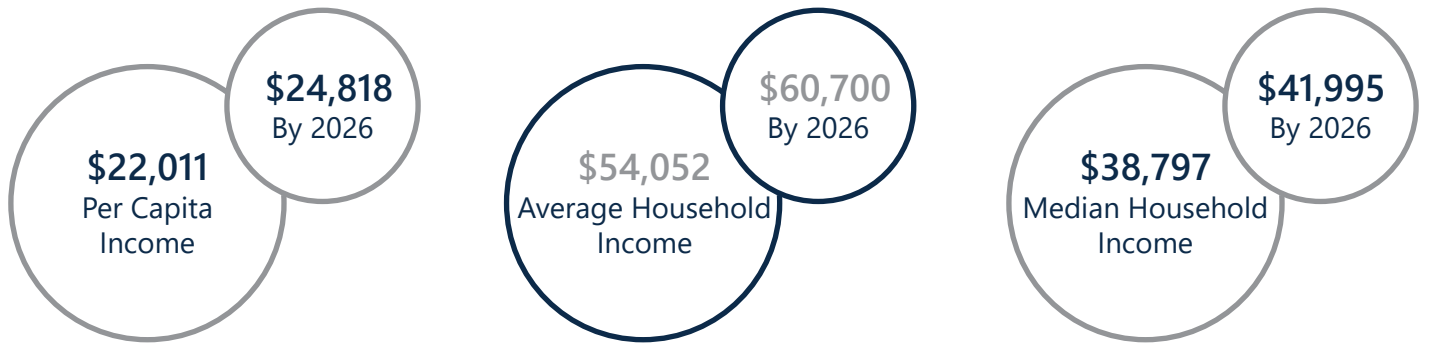 $24,818
By 2026
$22,011
Per Capita
Income
$60,700
By 2026
$54,052
Average Household
Income
$41,995
By 2026
$38,797
Median Household
Income